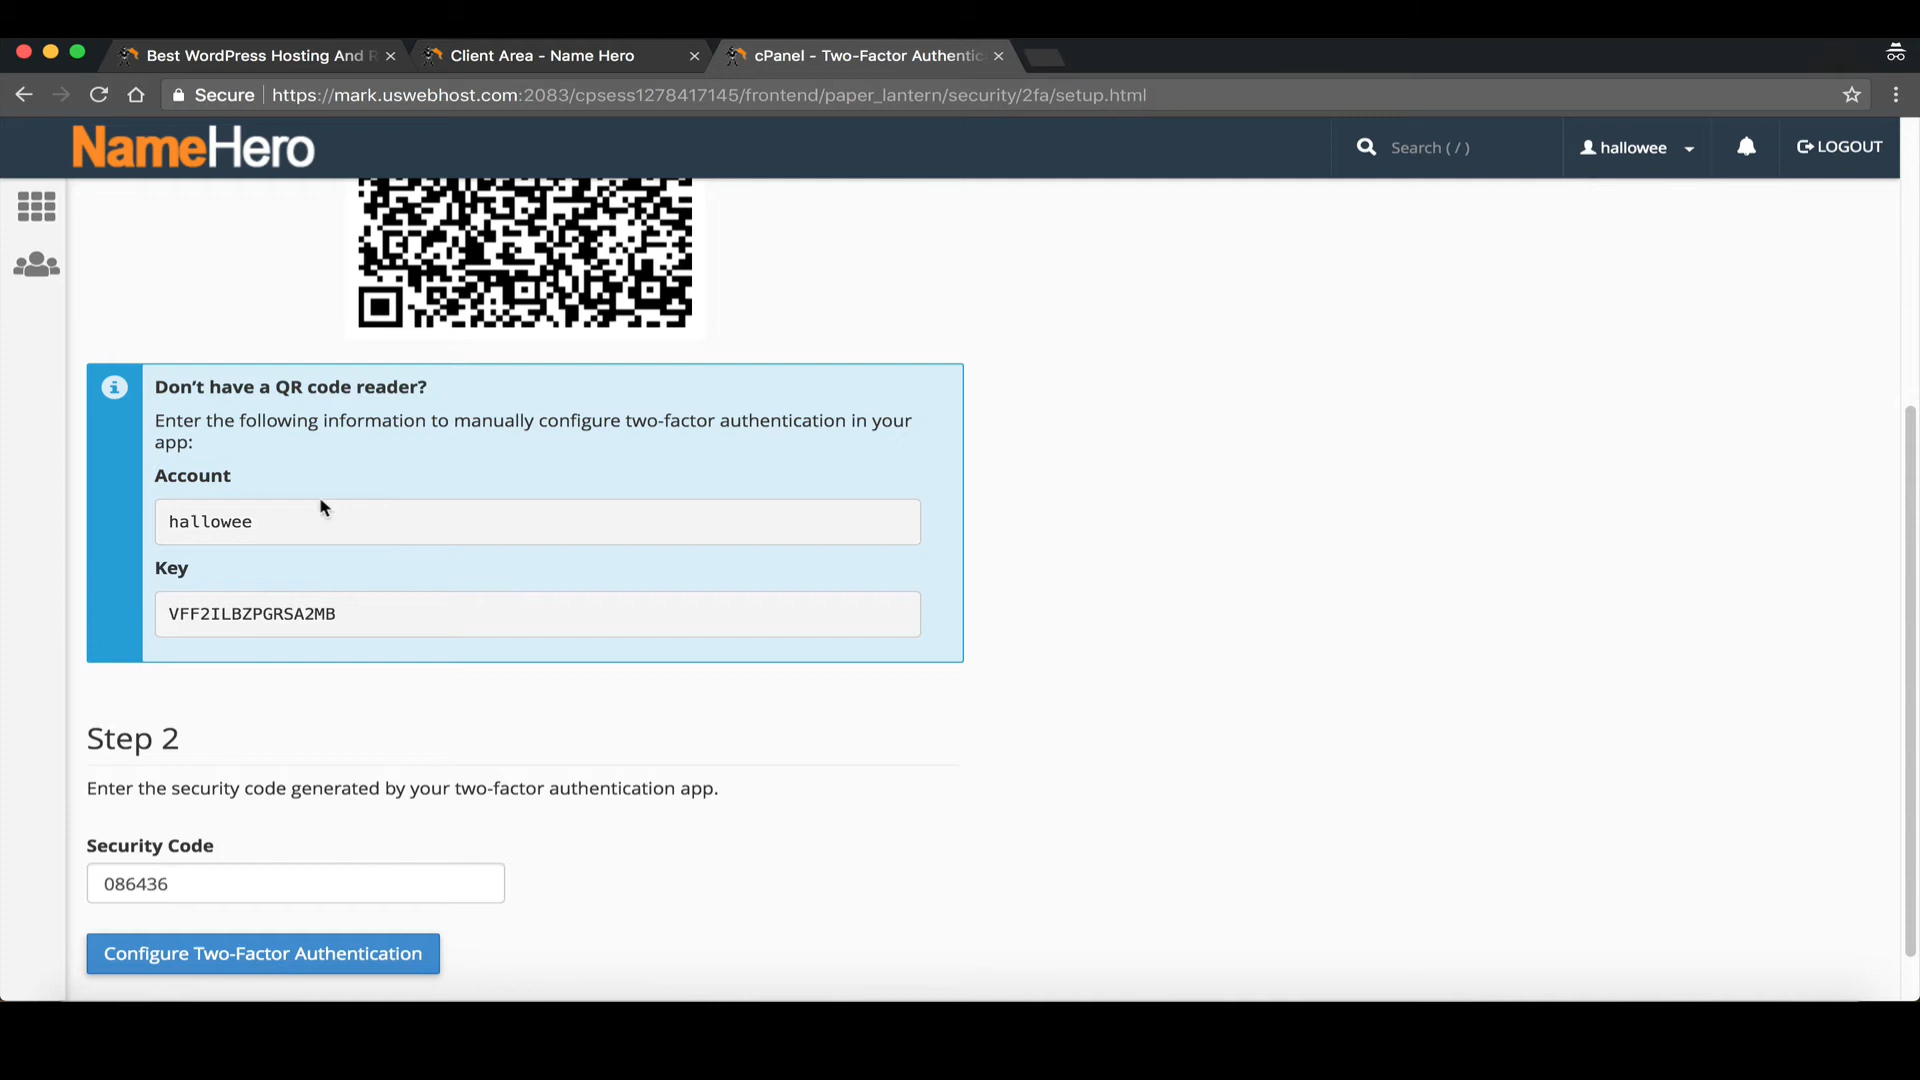 Best WordPress Hosting And R
Client Area - Name Hero
cPanel - Two-Factor Authentic
Secure
https://mark.uswebhost.com:2083/cpsess1278417145/frontend/paper_lantern/security/2fa/setup.html
NameHero
Search ( / )
hallowee
LOGOUT
Don’t have a QR code reader?
Enter the following information to manually configure two-factor authentication in your
app:
Account
hallowee
Key
VFF2ILBZPGRSA2MB
Step 2
Enter the security code generated by your two-factor authentication app.
Security Code
086436
Configure Two-Factor Authentication